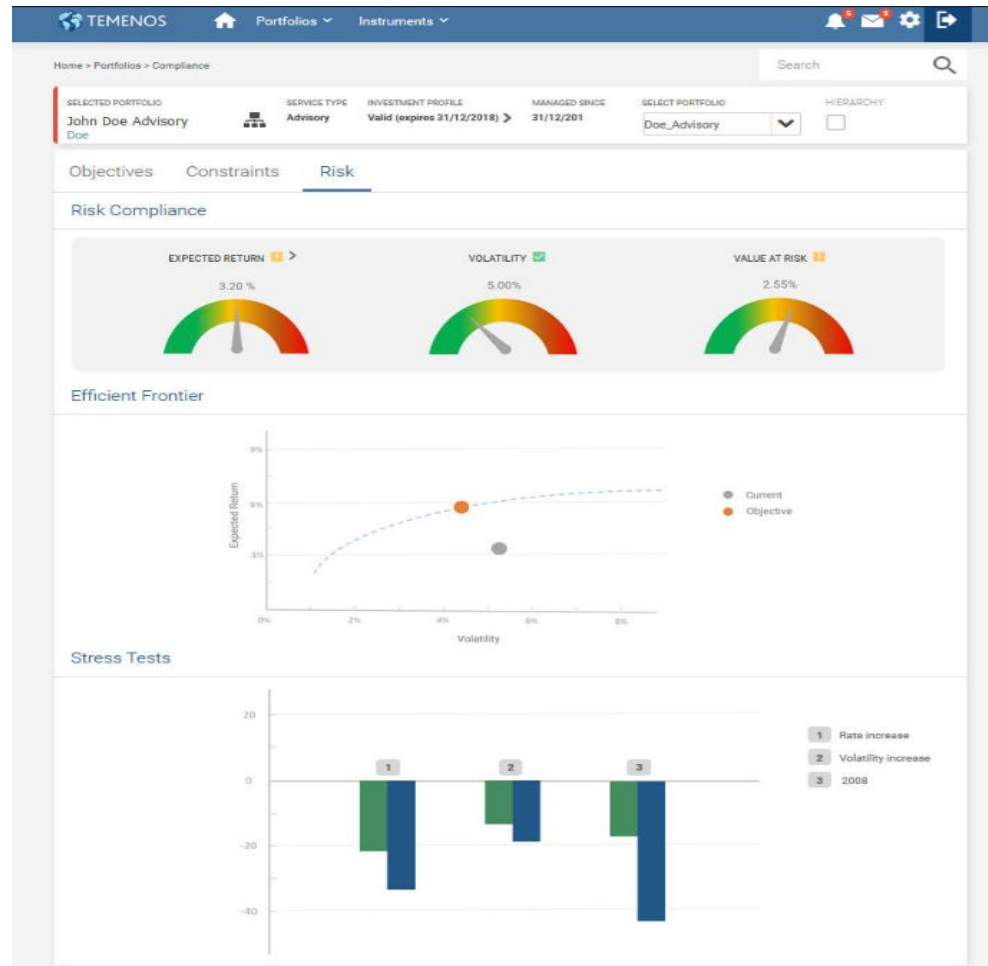 TEMENOS Portfolios Instruments 5 3
Home > Portfolios > Compliance Search
SELECTED PORTFOLIO SERVICE TYPE INVESTMENT PROFILE MANAGED SINCE SELECT PORTFOLIO HIERARCHY
John Doe Advisory Advisory Valid (expires 31/12/2018) > 31/12/201 Doe_Advisory
Doe
Objectives Constraints Risk
Risk Compliance
EXPECTED RETURN ! > VOLATILITY VALUE AT RISK !
3.20 % 5.00% 2.55%
Efficient Frontier
9%
6%
3%
Expected Return
Current
Objective
0% 2% 4% 6% 8%
Volatility
Stress Tests
20
0
-20
-40
1 2 3
1 Rate increase
2 Volatility increase
3 2008